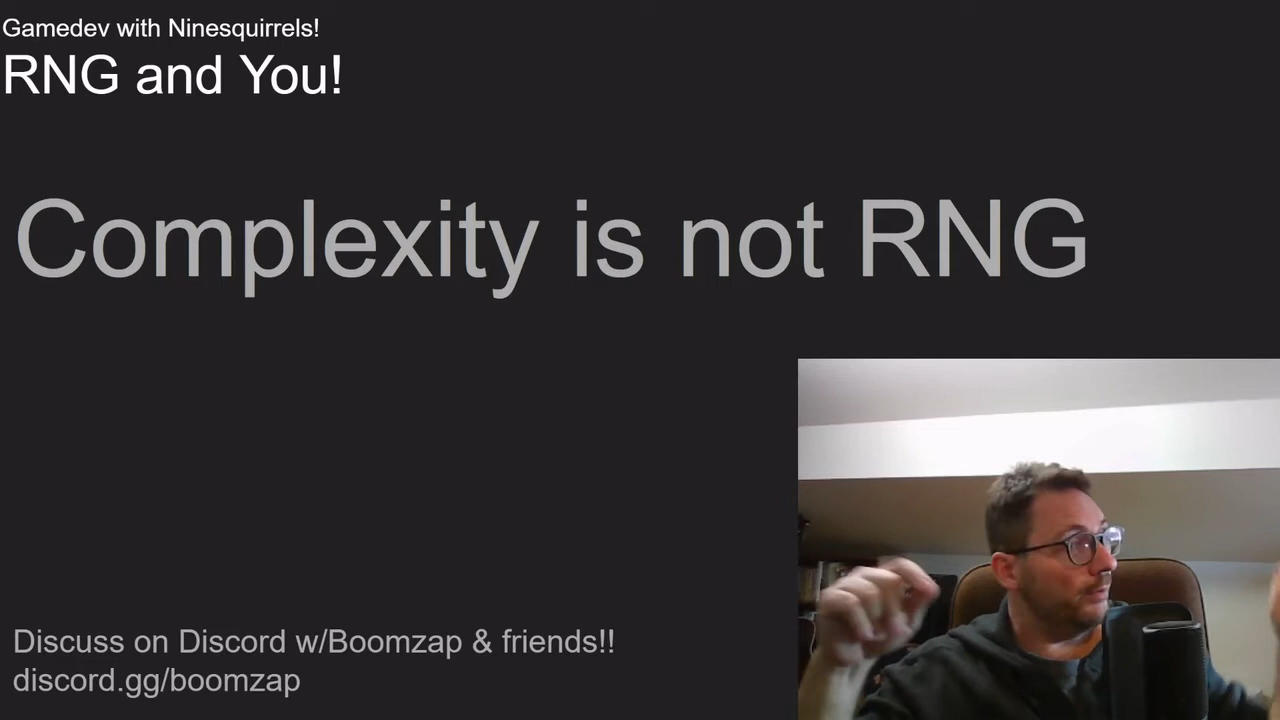 Gamedev with Ninesquirrels!
RNG and You!
Complexity is not RNG
Discuss on Discord w/Boomzap & friends!!
discord.gg/boomzap